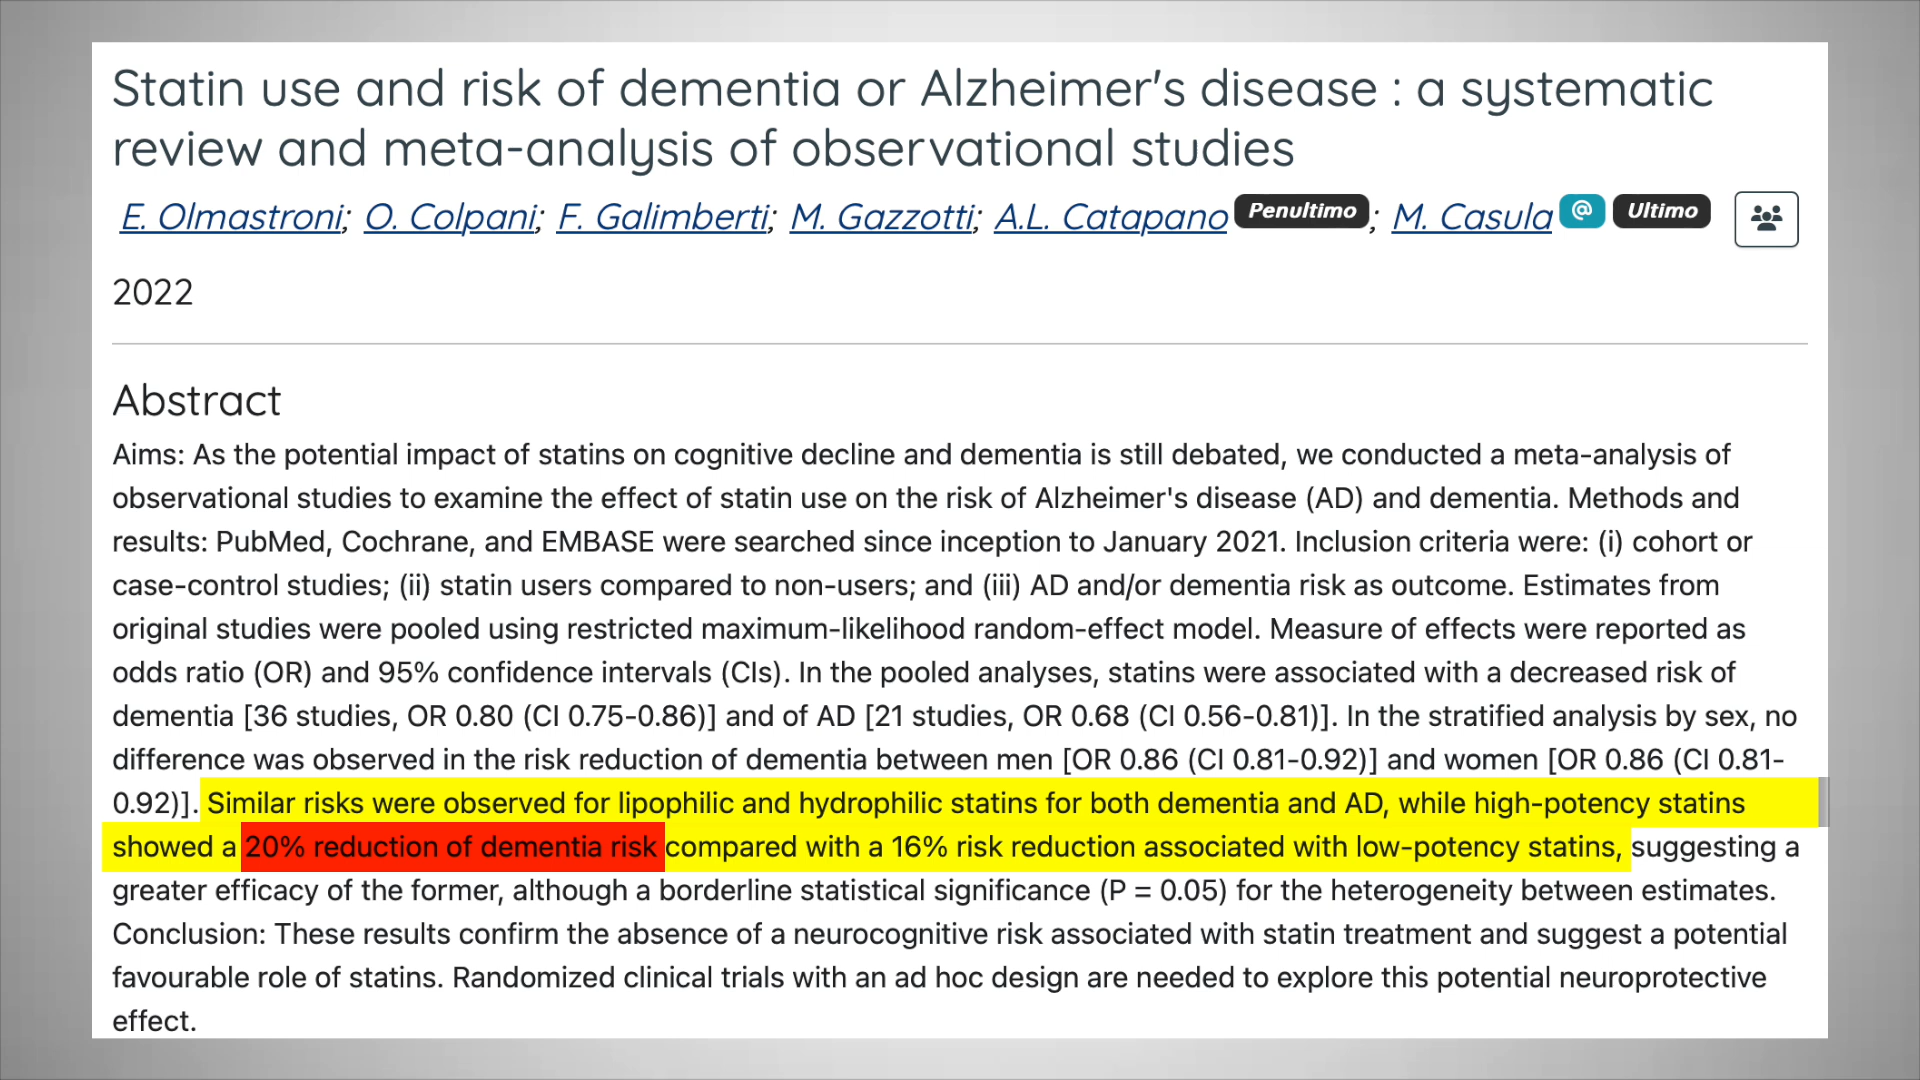 Statin use and risk of dementia or Alzheimer's disease : a systematic
review and meta-analysis of observational studies
E. Olmastroni; O. Colpani; F. Galimberti; M. Gazzotti; A.L. Catapano Penultimo ; M. Casula @ Ultimo
2022
Abstract
Aims: As the potential impact of statins on cognitive decline and dementia is still debated, we conducted a meta-analysis of
observational studies to examine the effect of statin use on the risk of Alzheimer's disease (AD) and dementia. Methods and
results: PubMed, Cochrane, and EMBASE were searched since inception to January 2021. Inclusion criteria were: (i) cohort or
case-control studies; (ii) statin users compared to non-users; and (iii) AD and/or dementia risk as outcome. Estimates from
original studies were pooled using restricted maximum-likelihood random-effect model. Measure of effects were reported as
odds ratio (OR) and 95% confidence intervals (CIs). In the pooled analyses, statins were associated with a decreased risk of
dementia [36 studies, OR 0.80 (CI 0.75-0.86)] and of AD [21 studies, OR 0.68 (CI 0.56-0.81)]. In the stratified analysis by sex, no
difference was observed in the risk reduction of dementia between men [OR 0.86 (CI 0.81-0.92)] and women [OR 0.86 (CI 0.81-
0.92)]. Similar risks were observed for lipophilic and hydrophilic statins for both dementia and AD, while high-potency statins
showed a 20% reduction of dementia risk compared with a 16% risk reduction associated with low-potency statins, suggesting a
greater efficacy of the former, although a borderline statistical significance (P = 0.05) for the heterogeneity between estimates.
Conclusion: These results confirm the absence of a neurocognitive risk associated with statin treatment and suggest a potential
favourable role of statins. Randomized clinical trials with an ad hoc design are needed to explore this potential neuroprotective
effect.